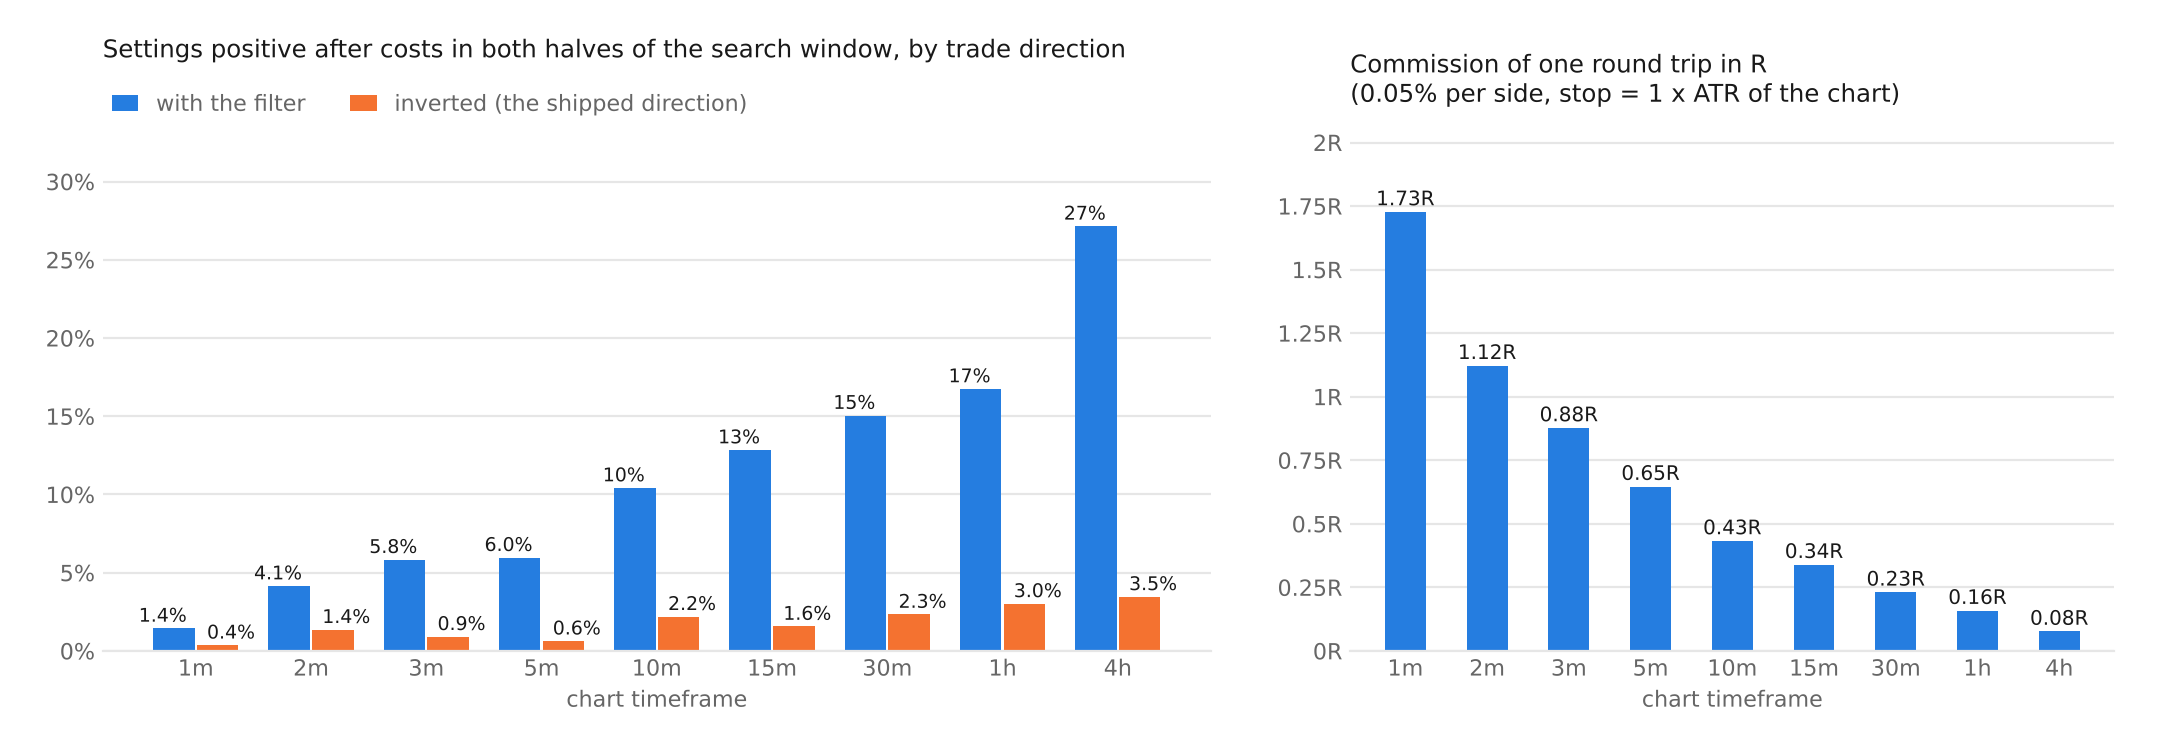 Settings positive after costs in both halves of the search window, by trade direction
with the filter
inverted (the shipped direction)
30%
25%
20%
15%
10%
5%
0%
1.4%
0.4%
4.1%
1.4%
5.8%
0.9%
6.0%
0.6%
10%
2.2%
13%
1.6%
15%
2.3%
17%
3.0%
27%
3.5%
1m
2m
3m
5m
10m
15m
30m
1h
4h
chart timeframe
Commission of one round trip in R
(0.05% per side, stop = 1 x ATR of the chart)
2R
1.75R
1.5R
1.25R
1R
0.75R
0.5R
0.25R
0R
1.73R
1.12R
0.88R
0.65R
0.43R
0.34R
0.23R
0.16R
0.08R
1m
2m
3m
5m
10m
15m
30m
1h
4h
chart timeframe